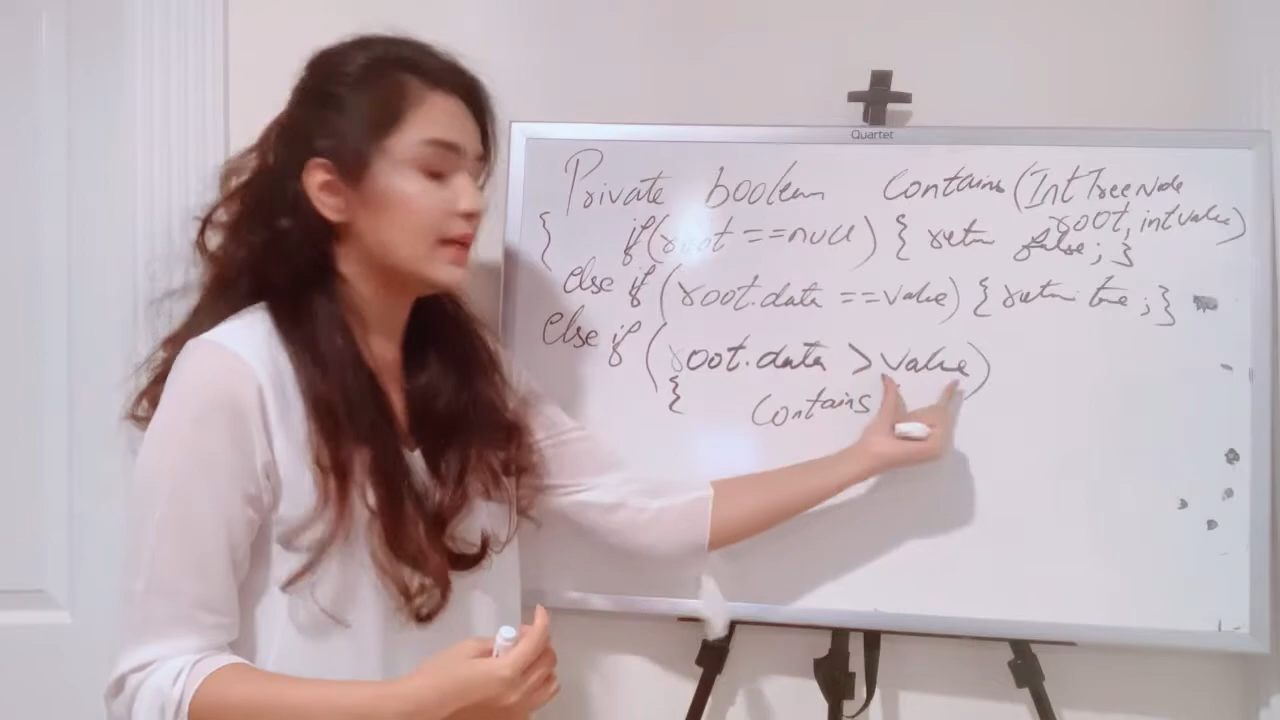 Quartet
Private boolean Contains (IntTreeNode
root, int value)
{ if (root == null) { return false; }
else if (root.data == value) { return true; }
else if (root.data > value)
{ Contains